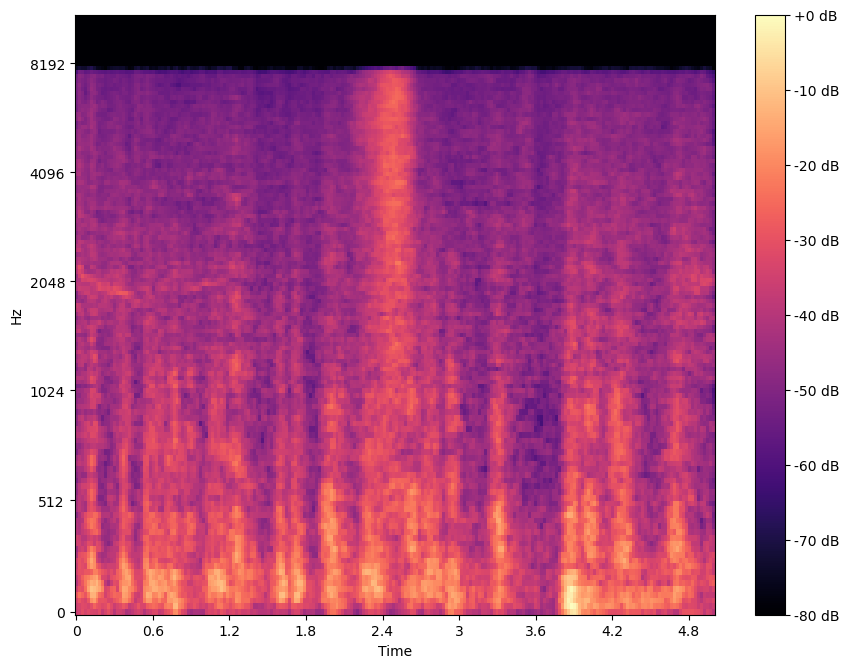 +0 dB
8192
-10 dB
4096
-20 dB
-30 dB
2048
Hz
-40 dB
1024
-50 dB
-60 dB
512
-70 dB
0
-80 dB
0 0.6 1.2 1.8 2.4 3 3.6 4.2 4.8
Time